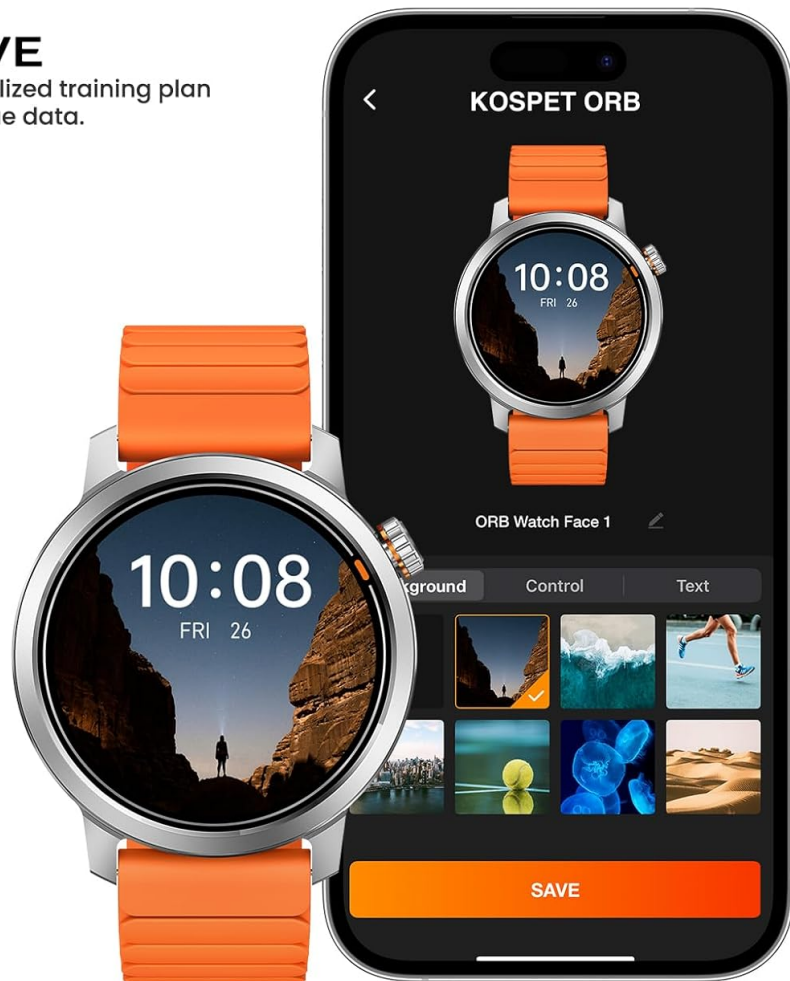 VE
lized training plan
e data.
KOSPET ORB
10:08
FRI 26
ORB Watch Face 1
ground
Control
Text
10:08
FRI 26
SAVE